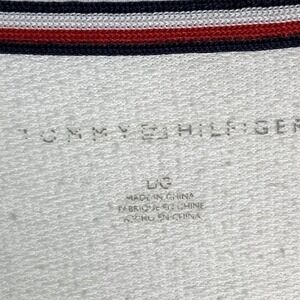 TOMMY HILFIGER
LG
MADE IN CHINA
FABRIQUE EN CHINE
HECHO EN CHINA